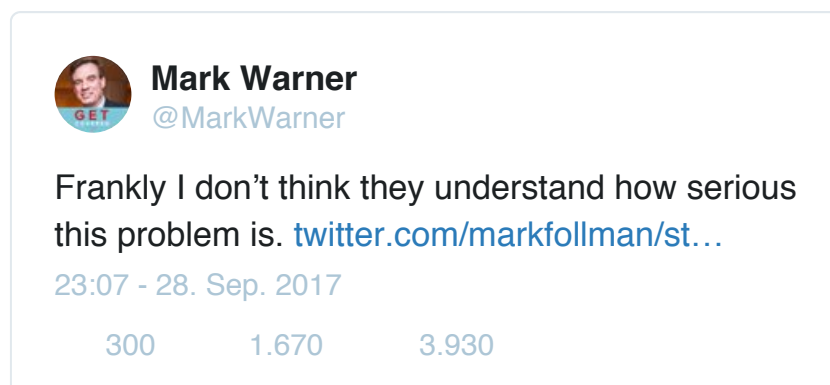 Mark Warner
@MarkWarner
GET
Frankly I don’t think they understand how serious
this problem is. twitter.com/markfollman/st…
23:07 - 28. Sep. 2017
300 1.670 3.930